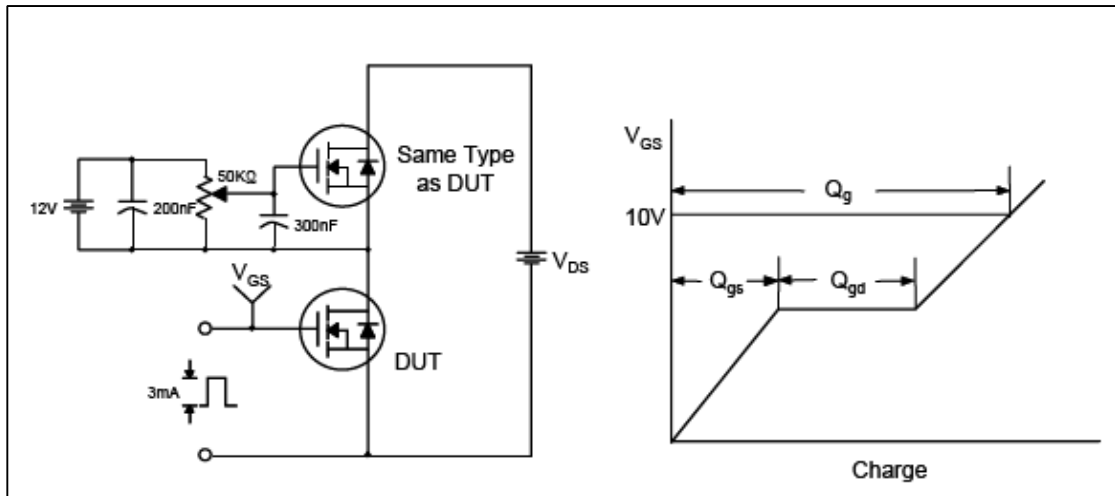 Same Type
as DUT
50KΩ
12V
200nF
300nF
V_GS
V_DS
DUT
3mA
V_GS
Q_g
10V
Q_gs
Q_gd
Charge